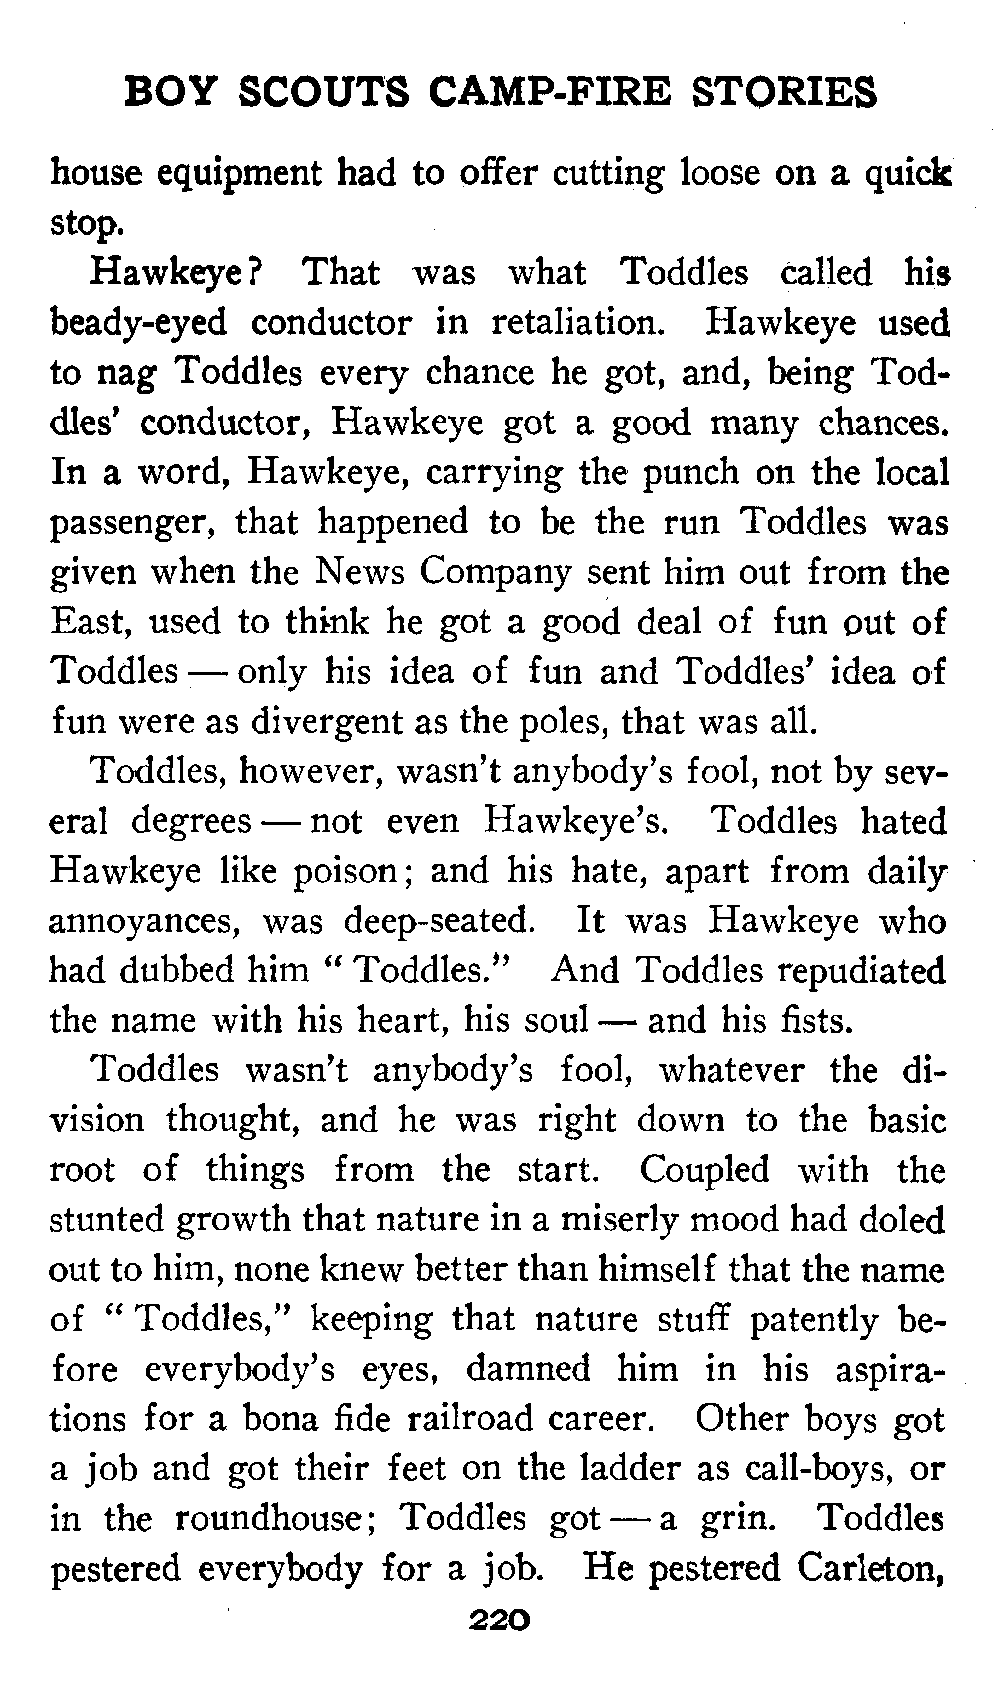 BOY SCOUTS CAMP-FIRE STORIES
house equipment had to offer cutting loose on a quick
stop.
Hawkeye? That was what Toddles called his
beady-eyed conductor in retaliation. Hawkeye used
to nag Toddles every chance he got, and, being Tod-
dles' conductor, Hawkeye got a good many chances.
In a word, Hawkeye, carrying the punch on the local
passenger, that happened to be the run Toddles was
given when the News Company sent him out from the
East, used to think he got a good deal of fun out of
Toddles — only his idea of fun and Toddles' idea of
fun were as divergent as the poles, that was all.
Toddles, however, wasn't anybody's fool, not by sev-
eral degrees — not even Hawkeye's. Toddles hated
Hawkeye like poison; and his hate, apart from daily
annoyances, was deep-seated. It was Hawkeye who
had dubbed him "Toddles." And Toddles repudiated
the name with his heart, his soul — and his fists.
Toddles wasn't anybody's fool, whatever the di-
vision thought, and he was right down to the basic
root of things from the start. Coupled with the
stunted growth that nature in a miserly mood had doled
out to him, none knew better than himself that the name
of "Toddles," keeping that nature stuff patently be-
fore everybody's eyes, damned him in his aspira-
tions for a bona fide railroad career. Other boys got
a job and got their feet on the ladder as call-boys, or
in the roundhouse; Toddles got — a grin. Toddles
pestered everybody for a job. He pestered Carleton,
220